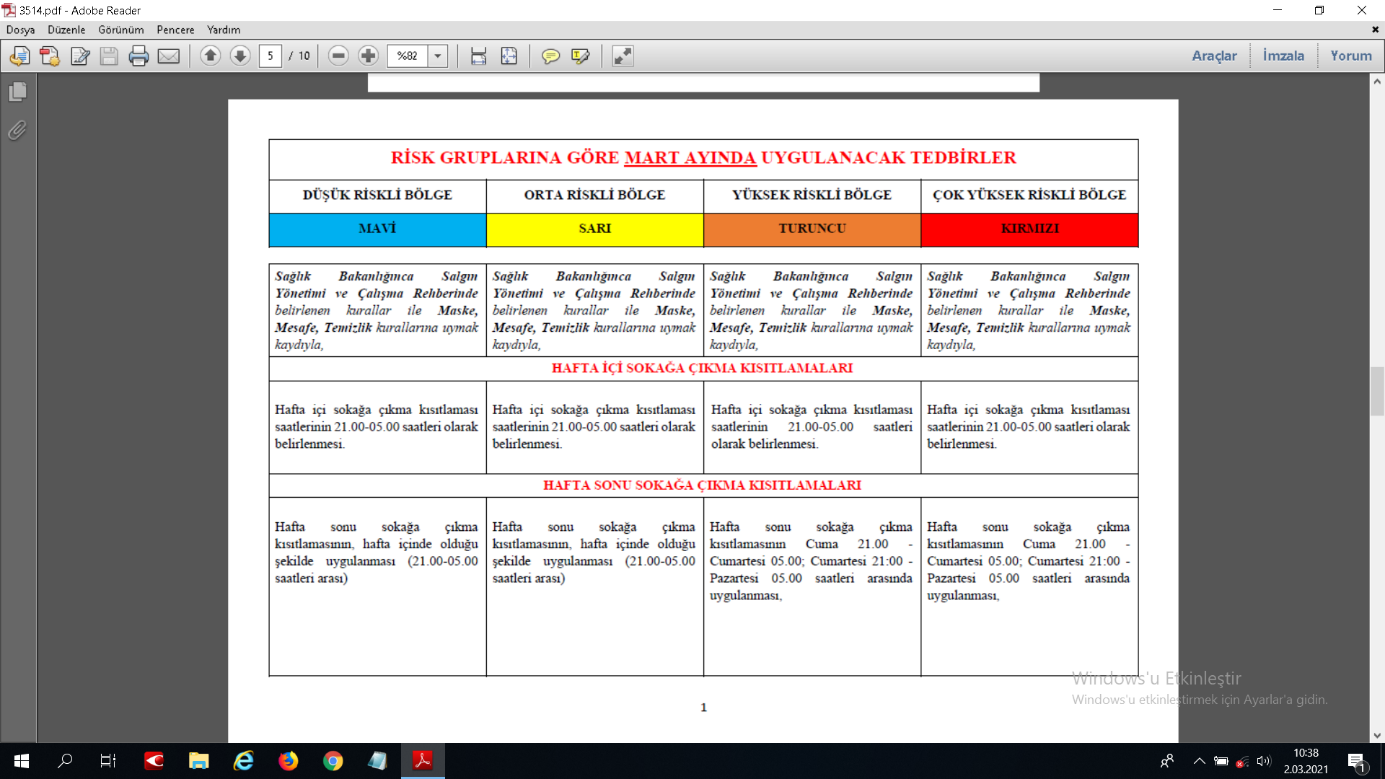 3514.pdf - Adobe Reader
Dosya Düzenle Görünüm Pencere Yardım
5 / 10 %82 Araçlar İmzala Yorum
RİSK GRUPLARINA GÖRE MART AYINDA UYGULANACAK TEDBİRLER
DÜŞÜK RİSKLİ BÖLGE ORTA RİSKLİ BÖLGE YÜKSEK RİSKLİ BÖLGE ÇOK YÜKSEK RİSKLİ BÖLGE
MAVİ SARI TURUNCU KIRMIZI
Sağlık Bakanlığınca Salgın
Yönetimi ve Çalışma Rehberinde
belirlenen kurallar ile Maske,
Mesafe, Temizlik kurallarına uymak
kaydıyla,
Sağlık Bakanlığınca Salgın
Yönetimi ve Çalışma Rehberinde
belirlenen kurallar ile Maske,
Mesafe, Temizlik kurallarına uymak
kaydıyla,
Sağlık Bakanlığınca Salgın
Yönetimi ve Çalışma Rehberinde
belirlenen kurallar ile Maske,
Mesafe, Temizlik kurallarına uymak
kaydıyla,
Sağlık Bakanlığınca Salgın
Yönetimi ve Çalışma Rehberinde
belirlenen kurallar ile Maske,
Mesafe, Temizlik kurallarına uymak
kaydıyla,
HAFTA İÇİ SOKAĞA ÇIKMA KISITLAMALARI
Hafta içi sokağa çıkma kısıtlaması
saatlerinin 21.00-05.00 saatleri olarak
belirlenmesi.
Hafta içi sokağa çıkma kısıtlaması
saatlerinin 21.00-05.00 saatleri olarak
belirlenmesi.
Hafta içi sokağa çıkma kısıtlaması
saatlerinin 21.00-05.00 saatleri
olarak belirlenmesi.
Hafta içi sokağa çıkma kısıtlaması
saatlerinin 21.00-05.00 saatleri olarak
belirlenmesi.
HAFTA SONU SOKAĞA ÇIKMA KISITLAMALARI
Hafta sonu sokağa çıkma
kısıtlamasının, hafta içinde olduğu
şekilde uygulanması (21.00-05.00
saatleri arası)
Hafta sonu sokağa çıkma
kısıtlamasının, hafta içinde olduğu
şekilde uygulanması (21.00-05.00
saatleri arası)
Hafta sonu sokağa çıkma
kısıtlamasının Cuma 21.00 -
Cumartesi 05.00; Cumartesi 21:00 -
Pazartesi 05.00 saatleri arasında
uygulanması,
Hafta sonu sokağa çıkma
kısıtlamasının Cuma 21.00 -
Cumartesi 05.00; Cumartesi 21:00 -
Pazartesi 05.00 saatleri arasında
uygulanması,
1
Windows'u Etkinleştir
Windows'u etkinleştirmek için Ayarlar'a gidin.
10:38
2.03.2021
1